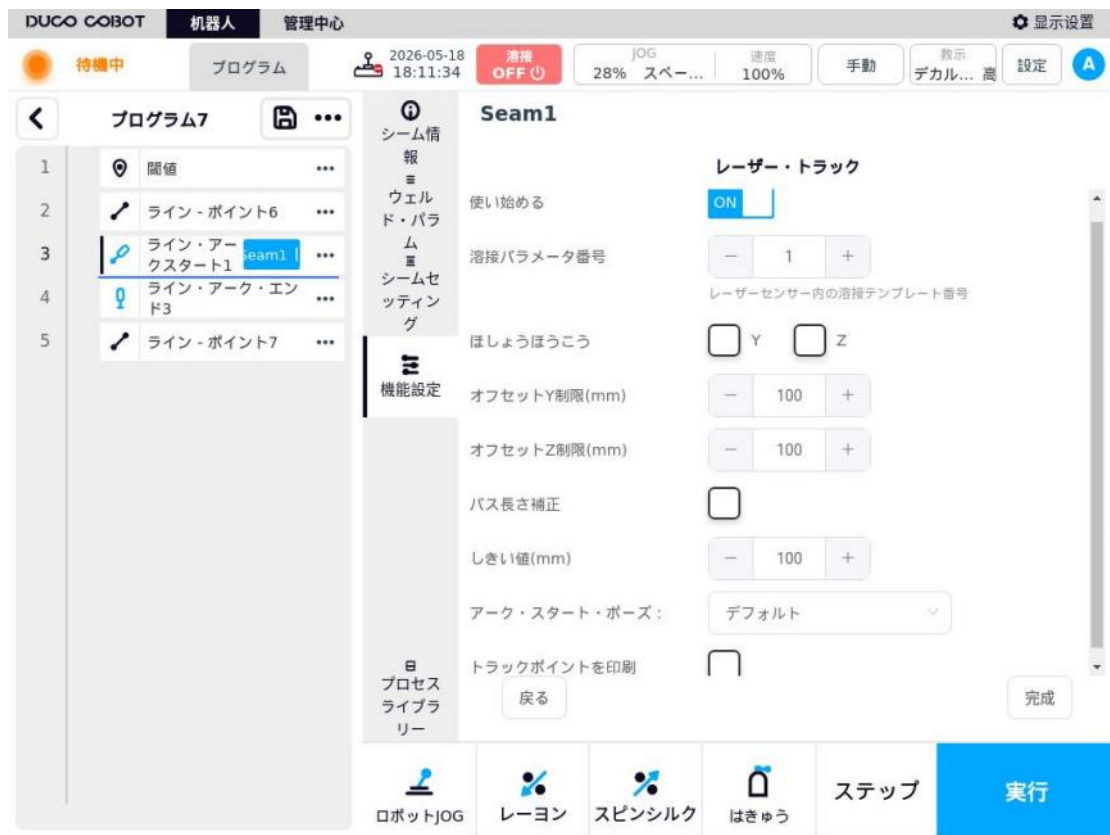 DUCO COBOT 机器人 管理中心 显示设置
待機中 プログラム 2026-05-18 18:11:34 溶接 OFF JOG 28% スペー... 速度 100% 手動 教示 デカル... 高 設定 A
プログラム7 •••
1 閾値 •••
2 ライン - ポイント6 •••
3 ライン・アークスタート1 Seam1 •••
4 ライン・アーク・エンド3 •••
5 ライン - ポイント7 •••
シーム情
報
ウェル
ド・パラ
ム
シームセ
ッティン
グ
機能設定
プロセス
ライブラ
リー
Seam1
レーザー・トラック
使い始める ON
溶接パラメータ番号 − 1 +
レーザーセンサー内の溶接テンプレート番号
ほしょうほうこう Y Z
オフセットY制限(mm) − 100 +
オフセットZ制限(mm) − 100 +
パス長さ補正
しきい値(mm) − 100 +
アーク・スタート・ポーズ : デフォルト
トラックポイントを印刷
戻る 完成
ロボットJOG レーヨン スピンシルク はきゅう ステップ 実行